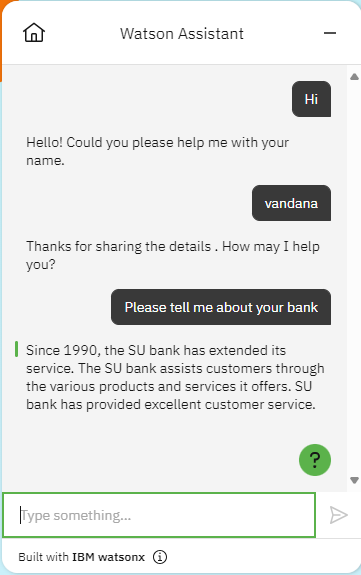 Watson Assistant
Hi
Hello! Could you please help me with your
name.
vandana
Thanks for sharing the details . How may I help
you?
Please tell me about your bank
Since 1990, the SU bank has extended its
service. The SU bank assists customers through
the various products and services it offers. SU
bank has provided excellent customer service.
?
Type something...
Built with IBM watsonx